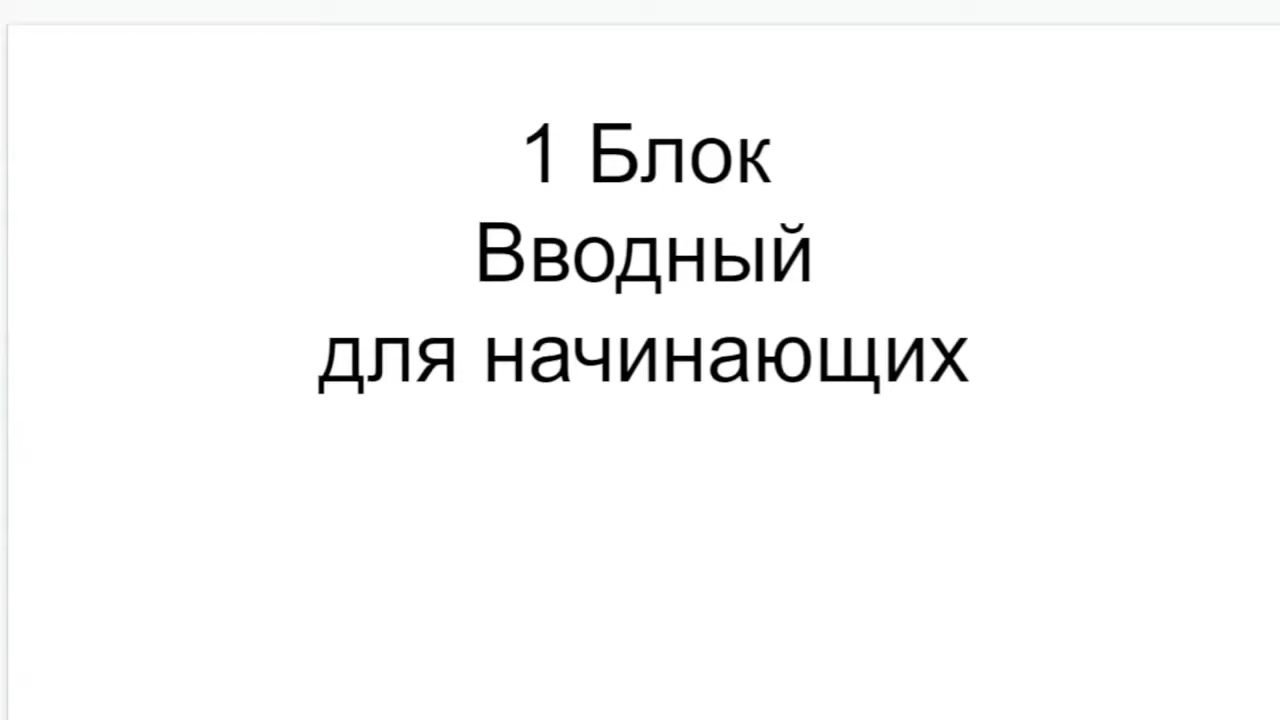 1 Блок
Вводный
для начинающих